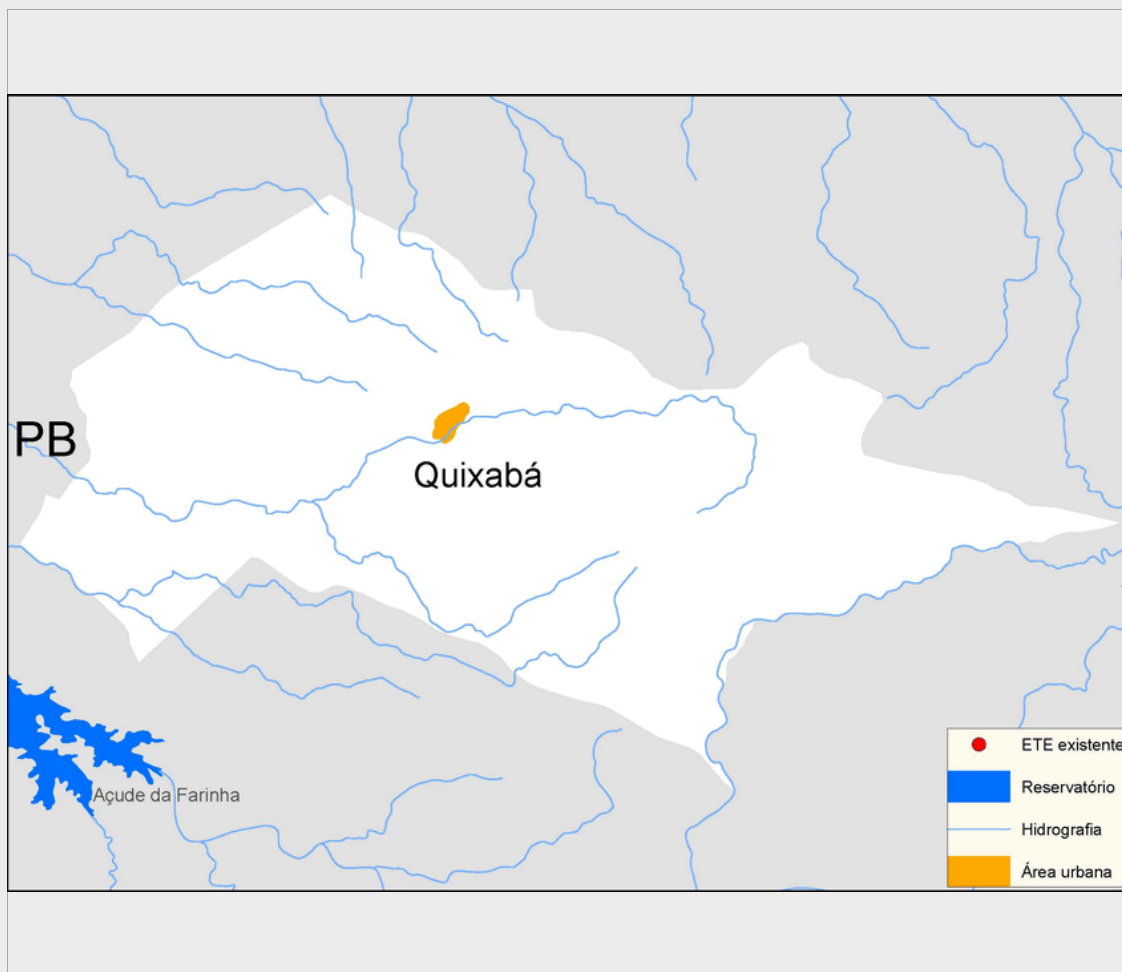 PB
Quixabá
Açude da Farinha
ETE existente
Reservatório
Hidrografia
Área urbana